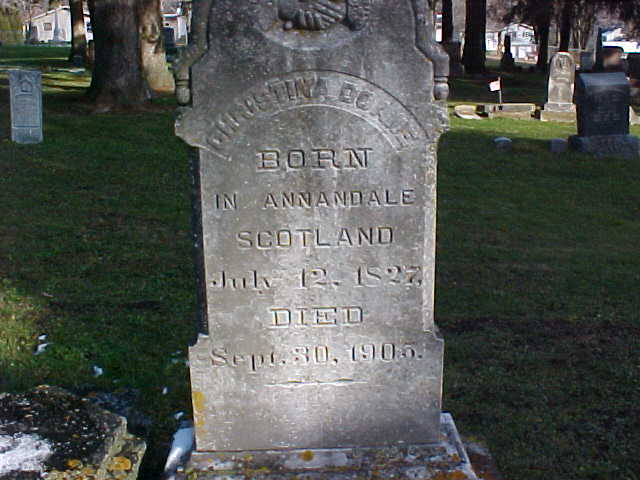 CHRISTINA
BORN
IN ANNANDALE
SCOTLAND
July 12, 1827,
DIED
Sept. 30, 1905.